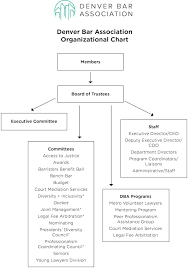 DENVER BAR
ASSOCIATION
Denver Bar Association
Organizational Chart
Members
Board of Trustees
Executive Committee
Staff
Executive Director/CEO
Deputy Executive Director/
COO
Department Directors
Program Coordinators/
Liaisons
Administrative Staff
Committees
Access to Justice
Awards
Barristers Benefit Ball
Bench Bar
Budget
Court Mediation Services
Diversity + Inclusivity*
Docket
Joint Management*
Legal Fee Arbitration*
Nominating
Presidents' Diversity
Council*
Professionalism
Coordinating Council*
Seniors
Young Lawyers Division
DBA Programs
Metro Volunteer Lawyers
Mentoring Program
Peer Professionalism
Assistance Group
Court Mediation Services
Legal Fee Arbitration